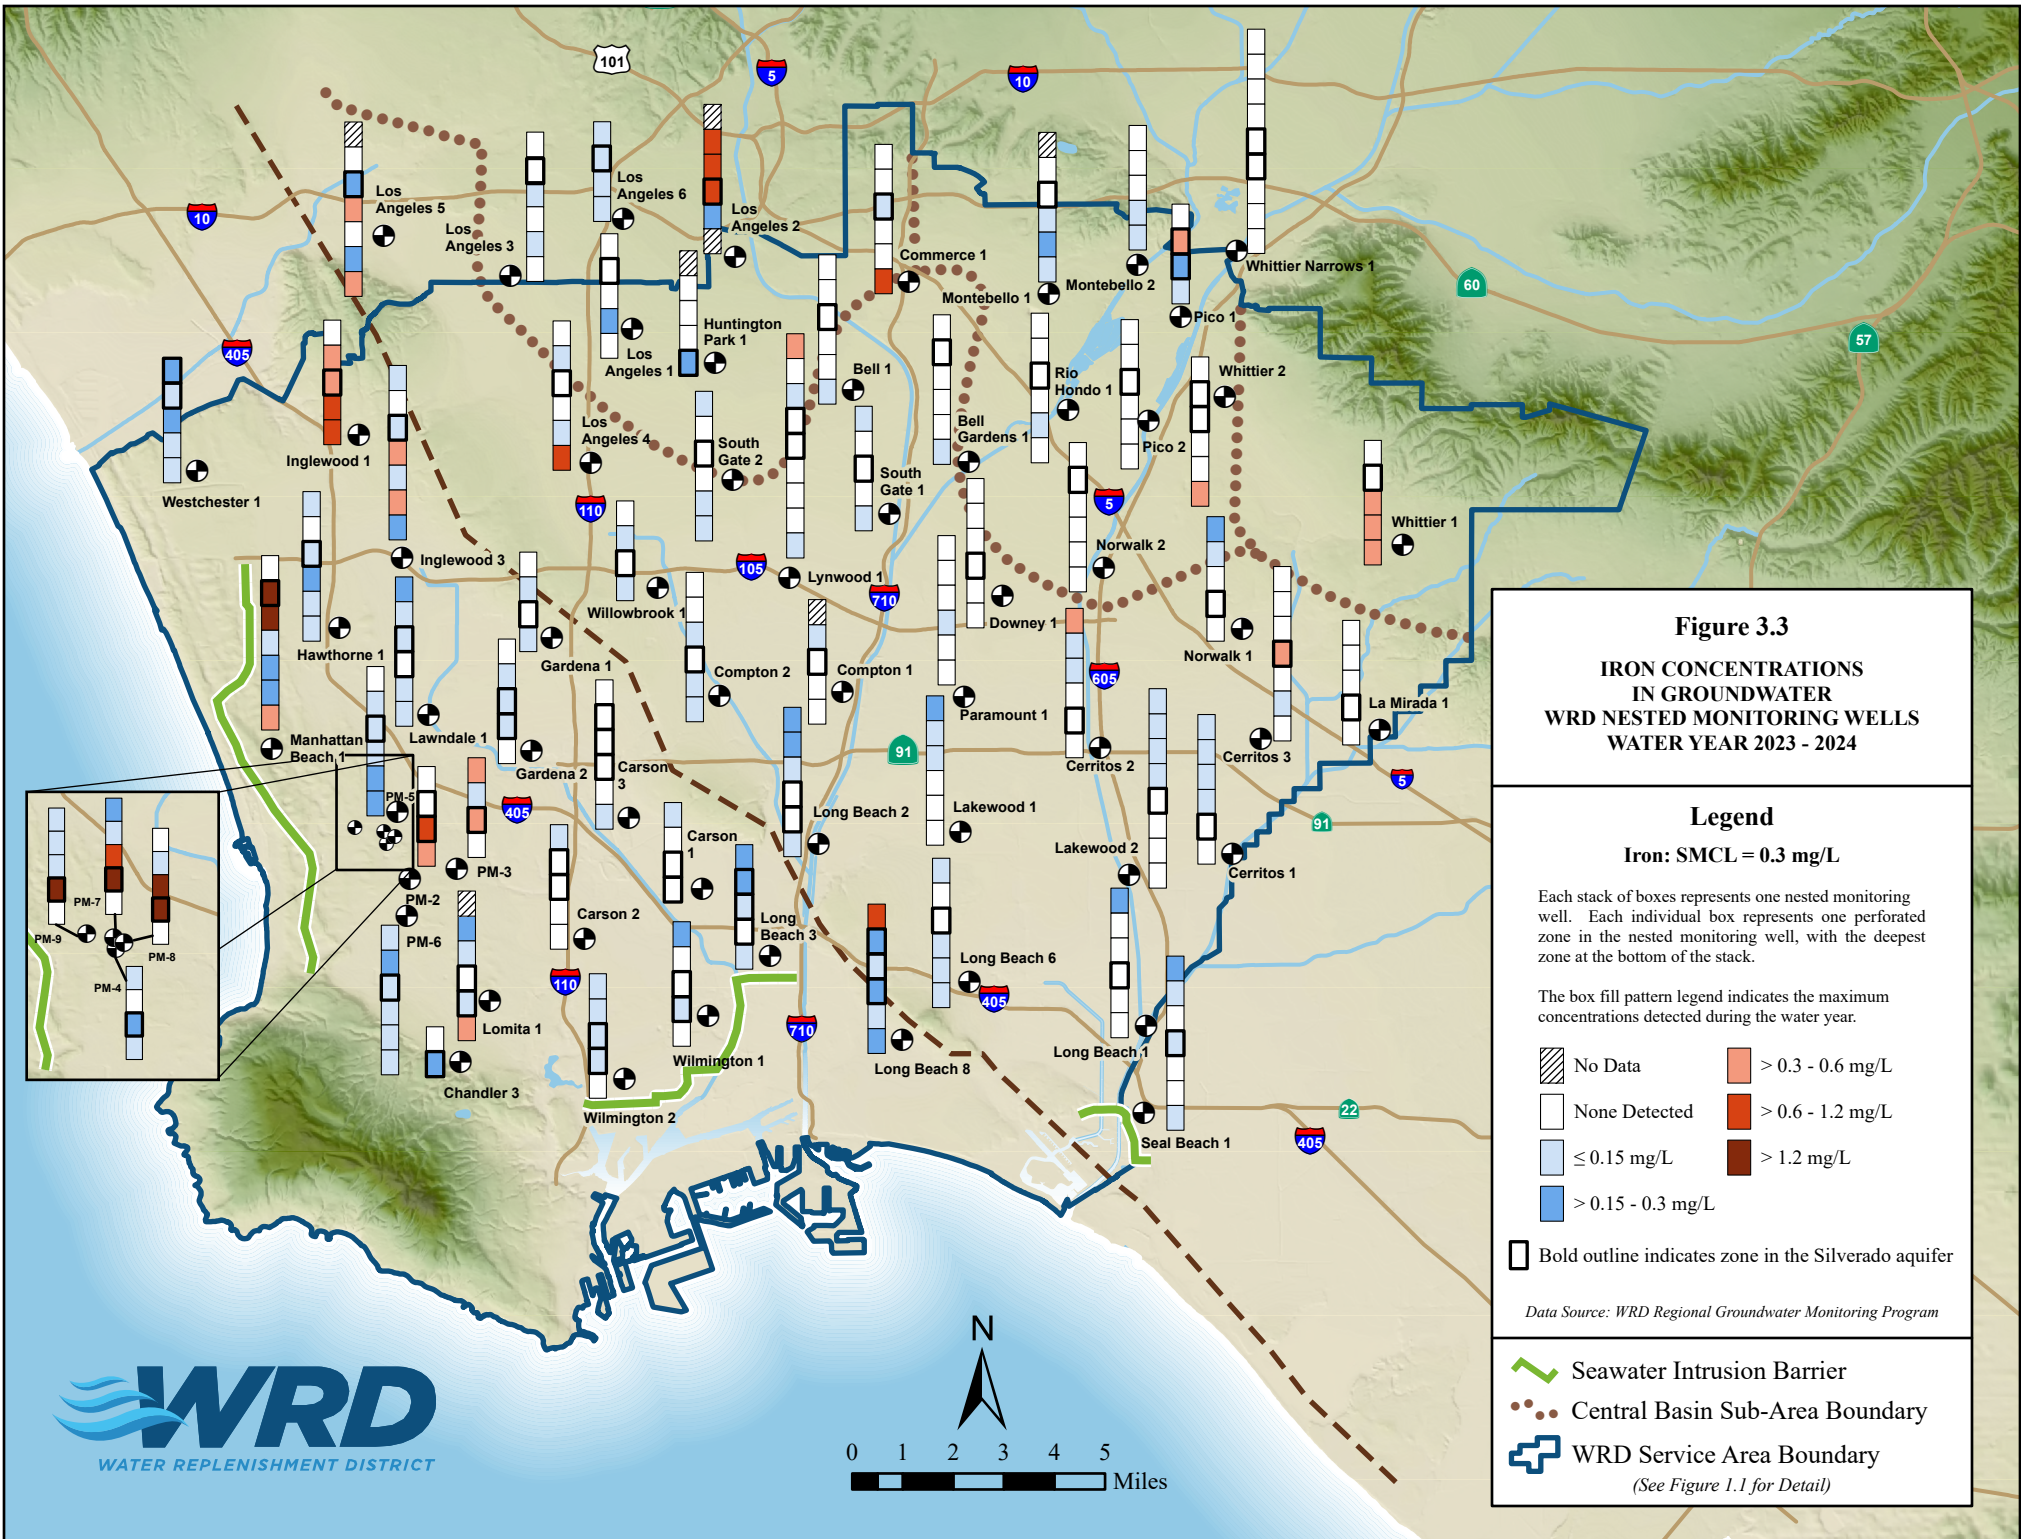 101
5
10
10
Los
Angeles 5
Los
Angeles 6
Los
Angeles 3
Los
Angeles 2
Commerce 1
Montebello 1
Montebello 2
Whittier Narrows 1
Pico 1
60
57
405
Huntington
Park 1
Los
Angeles 1
Bell 1
Rio
Hondo 1
Whittier 2
Los
Angeles 4
South
Gate 2
Bell
Gardens 1
Pico 2
Inglewood 1
South
Gate 1
Westchester 1
110
5
Whittier 1
Inglewood 3
105
Lynwood 1
710
Norwalk 2
Willowbrook 1
Downey 1
Hawthorne 1
Gardena 1
Norwalk 1
Compton 2
Compton 1
605
Paramount 1
La Mirada 1
Manhattan
Beach 1
Lawndale 1
Gardena 2
Carson
3
91
Cerritos 2
Cerritos 3
5
PM-5
405
Long Beach 2
Lakewood 1
91
Carson
1
Lakewood 2
Cerritos 1
PM-3
PM-2
PM-7
PM-9
PM-8
PM-4
PM-6
Carson 2
Long
Beach 3
Long Beach 6
405
110
Lomita 1
710
Wilmington 1
Long Beach 8
Long Beach 1
Chandler 3
Wilmington 2
22
405
Seal Beach 1
Figure 3.3
IRON CONCENTRATIONS
IN GROUNDWATER
WRD NESTED MONITORING WELLS
WATER YEAR 2023 - 2024
Legend
Iron: SMCL = 0.3 mg/L
Each stack of boxes represents one nested monitoring
well. Each individual box represents one perforated
zone in the nested monitoring well, with the deepest
zone at the bottom of the stack.
The box fill pattern legend indicates the maximum
concentrations detected during the water year.
No Data
> 0.3 - 0.6 mg/L
None Detected
> 0.6 - 1.2 mg/L
≤ 0.15 mg/L
> 1.2 mg/L
> 0.15 - 0.3 mg/L
Bold outline indicates zone in the Silverado aquifer
Data Source: WRD Regional Groundwater Monitoring Program
Seawater Intrusion Barrier
Central Basin Sub-Area Boundary
WRD Service Area Boundary
(See Figure 1.1 for Detail)
N
0 1 2 3 4 5
Miles
WRD
WATER REPLENISHMENT DISTRICT